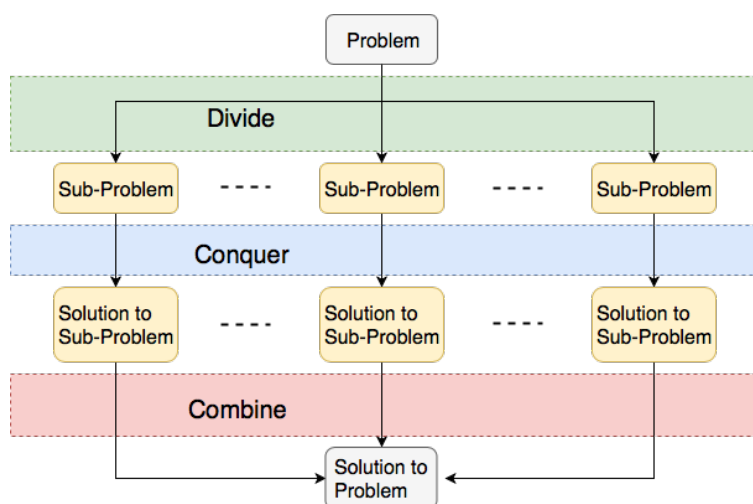 Problem
Divide
Sub-Problem
Sub-Problem
Sub-Problem
Conquer
Solution to
Sub-Problem
Solution to
Sub-Problem
Solution to
Sub-Problem
Combine
Solution to
Problem